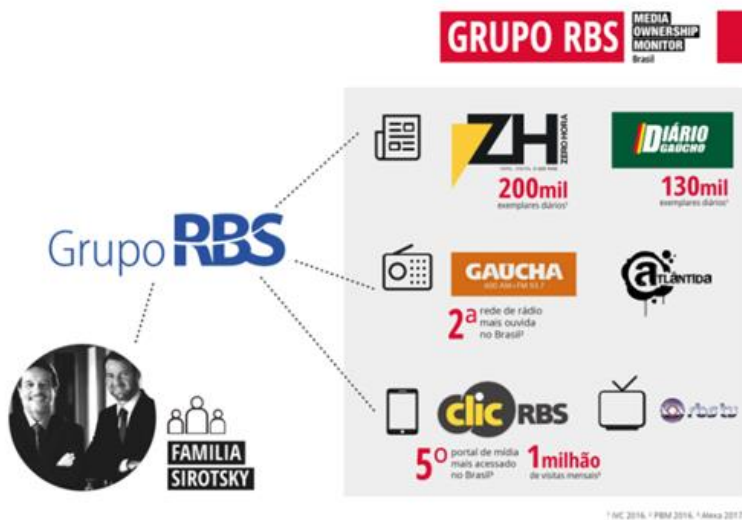 GRUPO RBS
MEDIA
OWNERSHIP
MONITOR
Brasil
ZH
ZERO HORA
200mil
exemplares diários¹
DIÁRIO
GAÚCHO
130mil
exemplares diários¹
Grupo RBS
GAÚCHA
600 AM • FM 93.7
2ª
rede de rádio
mais ouvida
no Brasil²
ATLÂNTIDA
FAMILIA
SIROTSKY
clic RBS
5º
portal de mídia
mais acessado
no Brasil³
1milhão
de visitas mensais³
rbs tv
¹ IVC 2016, ² PBM 2016, ³ Alexa 2017